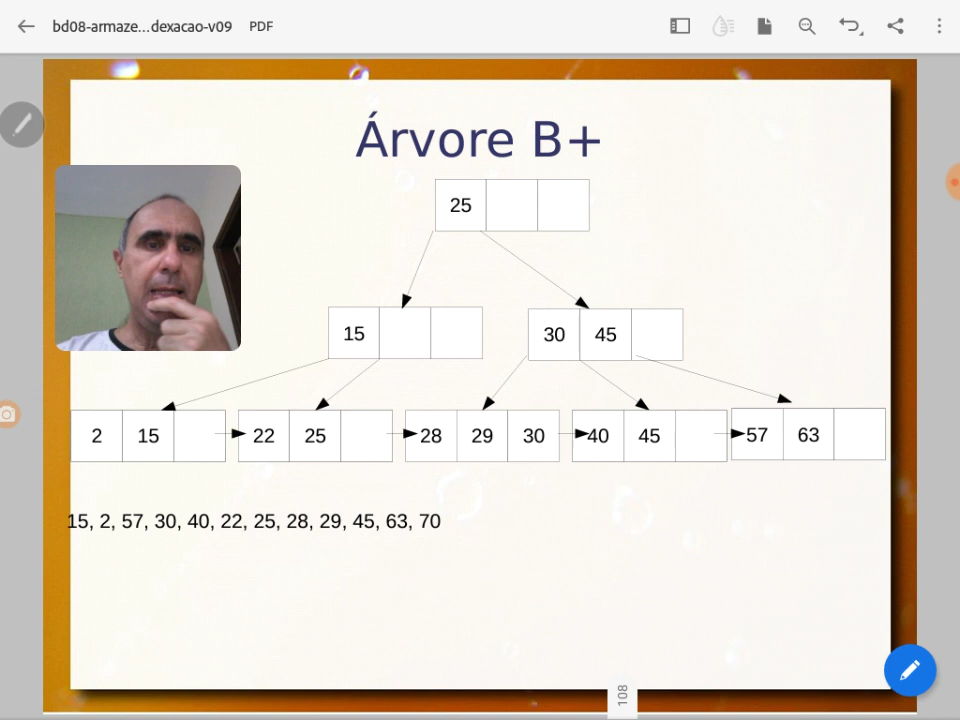 bd08-armaze...dexacao-v09 PDF
Árvore B+
25
15
30 45
2 15 22 25 28 29 30 40 45 57 63
15, 2, 57, 30, 40, 22, 25, 28, 29, 45, 63, 70
108